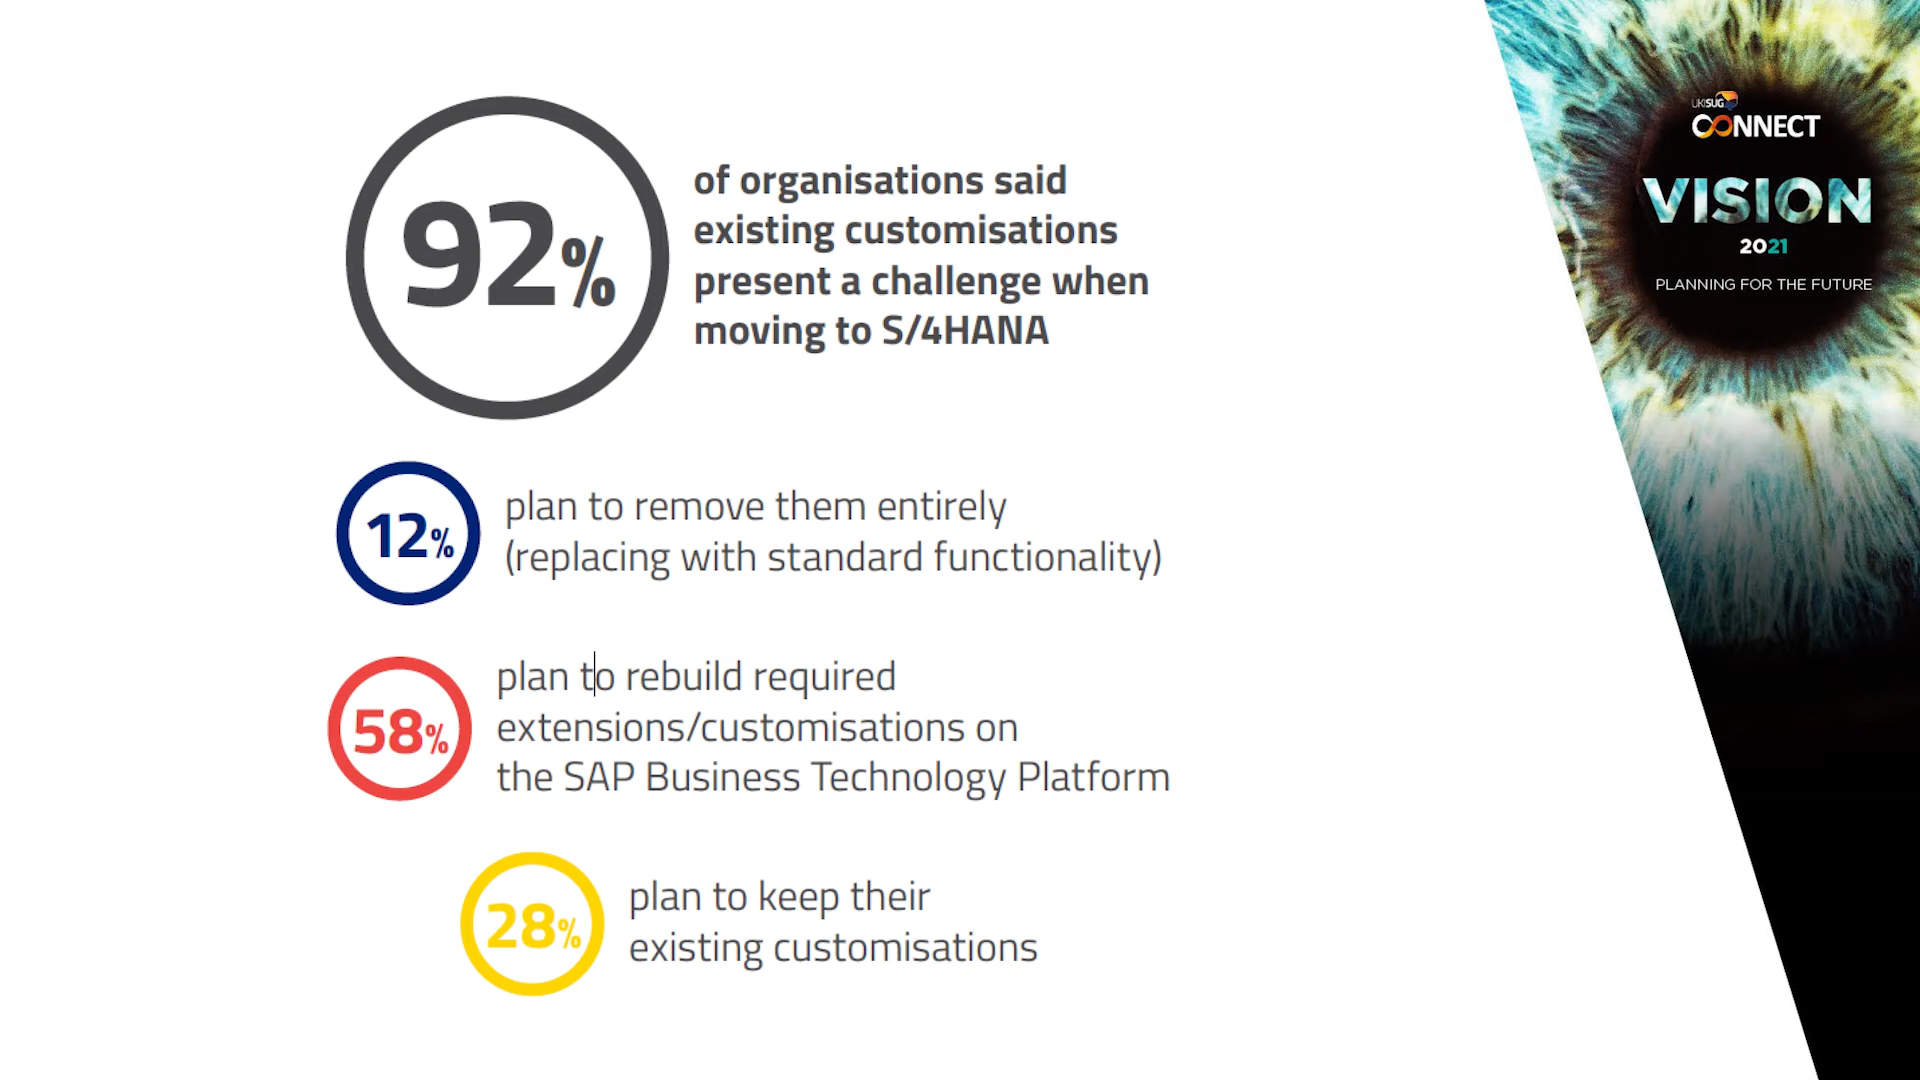 92%
of organisations said
existing customisations
present a challenge when
moving to S/4HANA
12%
plan to remove them entirely
(replacing with standard functionality)
58%
plan to rebuild required
extensions/customisations on
the SAP Business Technology Platform
28%
plan to keep their
existing customisations
UKISUG
CONNECT
VISION
2021
PLANNING FOR THE FUTURE